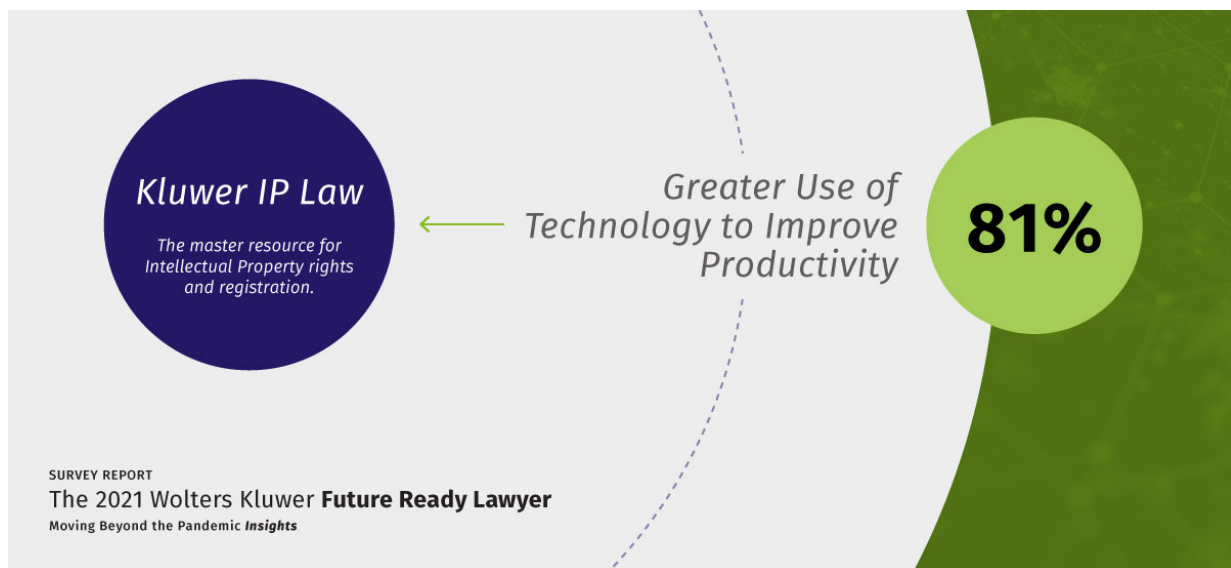 Kluwer IP Law
The master resource for
Intellectual Property rights
and registration.
Greater Use of
Technology to Improve
Productivity
81%
SURVEY REPORT
The 2021 Wolters Kluwer Future Ready Lawyer
Moving Beyond the Pandemic Insights